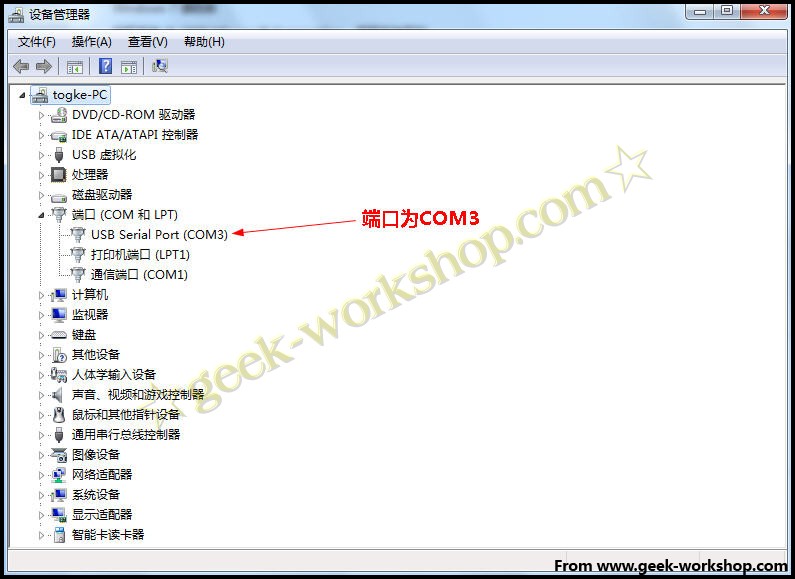 设备管理器
文件(F) 操作(A) 查看(V) 帮助(H)
togke-PC
DVD/CD-ROM 驱动器
IDE ATA/ATAPI 控制器
USB 虚拟化
处理器
磁盘驱动器
端口 (COM 和 LPT)
USB Serial Port (COM3)
端口为COM3
打印机端口 (LPT1)
通信端口 (COM1)
计算机
监视器
键盘
其他设备
人体学输入设备
声音、视频和游戏控制器
鼠标和其他指针设备
通用串行总线控制器
图像设备
网络适配器
系统设备
显示适配器
智能卡读卡器
☆geek-workshop.com☆
From www.geek-workshop.com